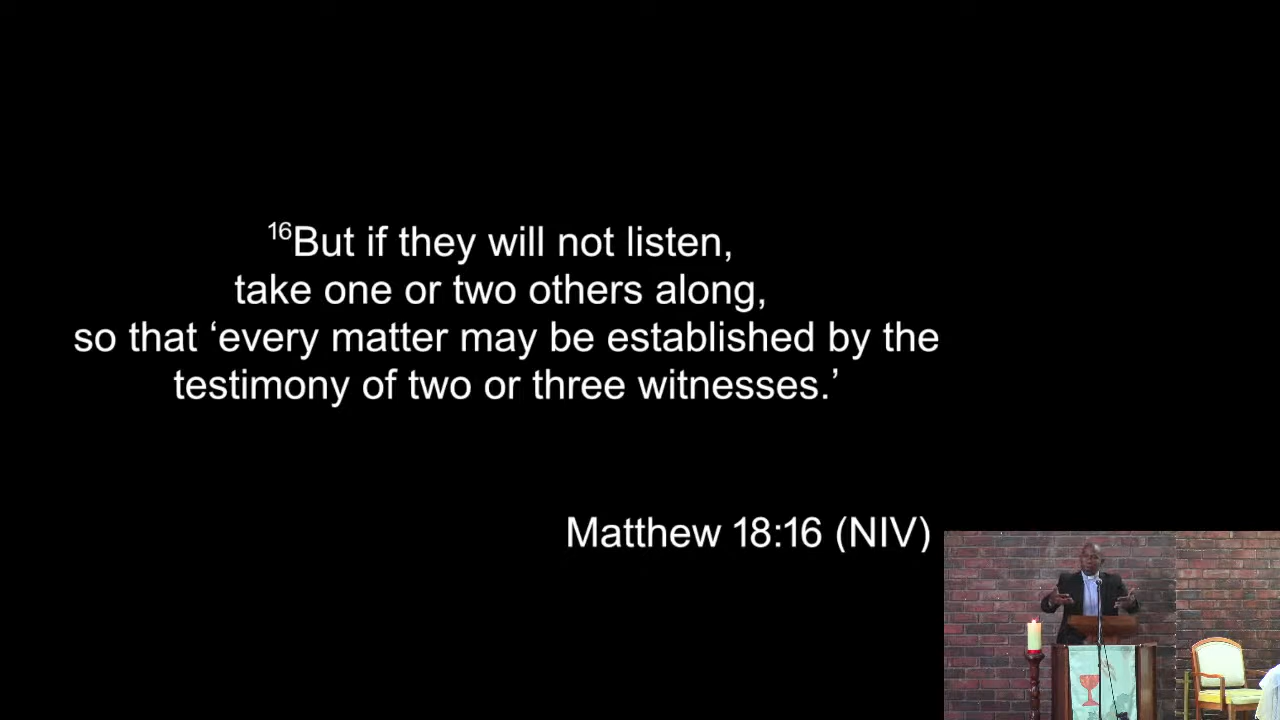 ¹⁶But if they will not listen,
take one or two others along,
so that ‘every matter may be established by the
testimony of two or three witnesses.’
Matthew 18:16 (NIV)